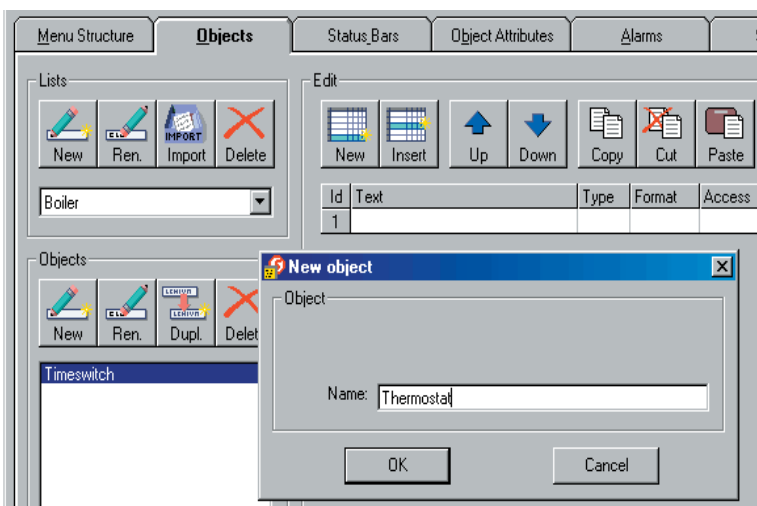 Menu Structure Objects Status Bars Object Attributes Alarms
Lists
New Ren. Import Delete
IMPORT
Boiler
Edit
New Insert Up Down Copy Cut Paste
Id Text Type Format Access
1
Objects
New Ren. Dupl. Delet
Timeswitch
New object
Object
Name: Thermostat
OK Cancel